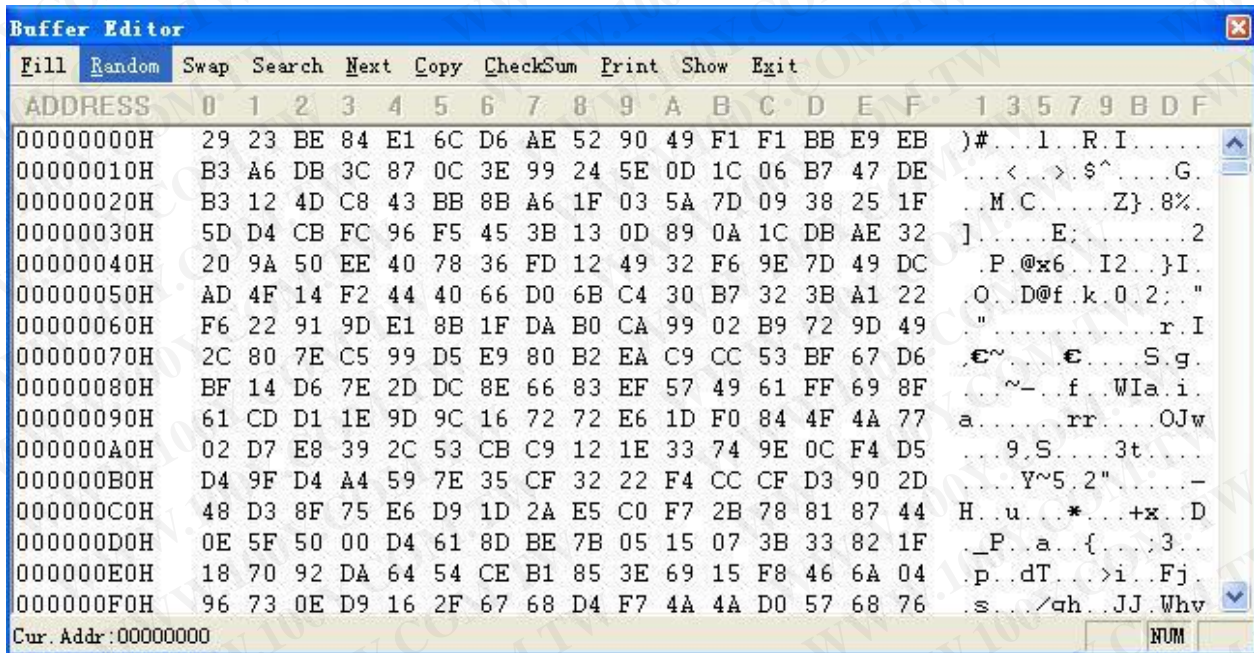 Buffer Editor
Fill Random Swap Search Next Copy CheckSum Print Show Exit
ADDRESS 0 1 2 3 4 5 6 7 8 9 A B C D E F 1 3 5 7 9 B D F
00000000H 29 23 BE 84 E1 6C D6 AE 52 90 49 F1 F1 BB E9 EB )#...l..R.I.....
00000010H B3 A6 DB 3C 87 0C 3E 99 24 5E 0D 1C 06 B7 47 DE ...<..>.$^....G.
00000020H B3 12 4D C8 43 BB 8B A6 1F 03 5A 7D 09 38 25 1F ..M.C.....Z}.8%.
00000030H 5D D4 CB FC 96 F5 45 3B 13 0D 89 0A 1C DB AE 32 ].....E;.......2
00000040H 20 9A 50 EE 40 78 36 FD 12 49 32 F6 9E 7D 49 DC .P.@x6..I2..}I.
00000050H AD 4F 14 F2 44 40 66 D0 6B C4 30 B7 32 3B A1 22 .O..D@f.k.0.2;."
00000060H F6 22 91 9D E1 8B 1F DA B0 CA 99 02 B9 72 9D 49 ."...........r.I
00000070H 2C 80 7E C5 99 D5 E9 80 B2 EA C9 CC 53 BF 67 D6 ,€~....€....S.g.
00000080H BF 14 D6 7E 2D DC 8E 66 83 EF 57 49 61 FF 69 8F ...~-..f..WIa.i.
00000090H 61 CD D1 1E 9D 9C 16 72 72 E6 1D F0 84 4F 4A 77 a......rr....OJw
000000A0H 02 D7 E8 39 2C 53 CB C9 12 1E 33 74 9E 0C F4 D5 ...9,S....3t....
000000B0H D4 9F D4 A4 59 7E 35 CF 32 22 F4 CC CF D3 90 2D ....Y~5.2".....-
000000C0H 48 D3 8F 75 E6 D9 1D 2A E5 C0 F7 2B 78 81 87 44 H..u...*...+x..D
000000D0H 0E 5F 50 00 D4 61 8D BE 7B 05 15 07 3B 33 82 1F ._P..a..{...;3..
000000E0H 18 70 92 DA 64 54 CE B1 85 3E 69 15 F8 46 6A 04 .p..dT...>i..Fj.
000000F0H 96 73 0E D9 16 2F 67 68 D4 F7 4A 4A D0 57 68 76 .s.../gh..JJ.Whv
Cur. Addr:00000000 NUM
WWW.100Y.COM.TW